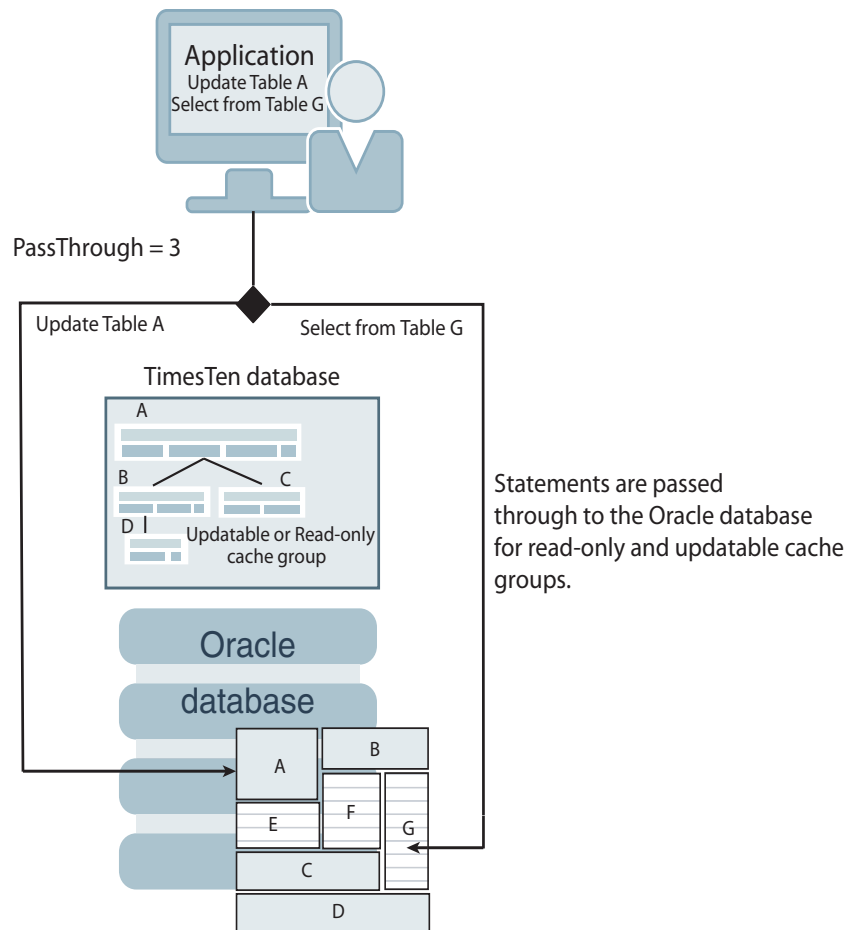 Application
Update Table A
Select from Table G
PassThrough = 3
Update Table A
Select from Table G
TimesTen database
A
B
C
D
Updatable or Read-only
cache group
Statements are passed
through to the Oracle database
for read-only and updatable cache
groups.
Oracle
database
A
B
E
F
G
C
D